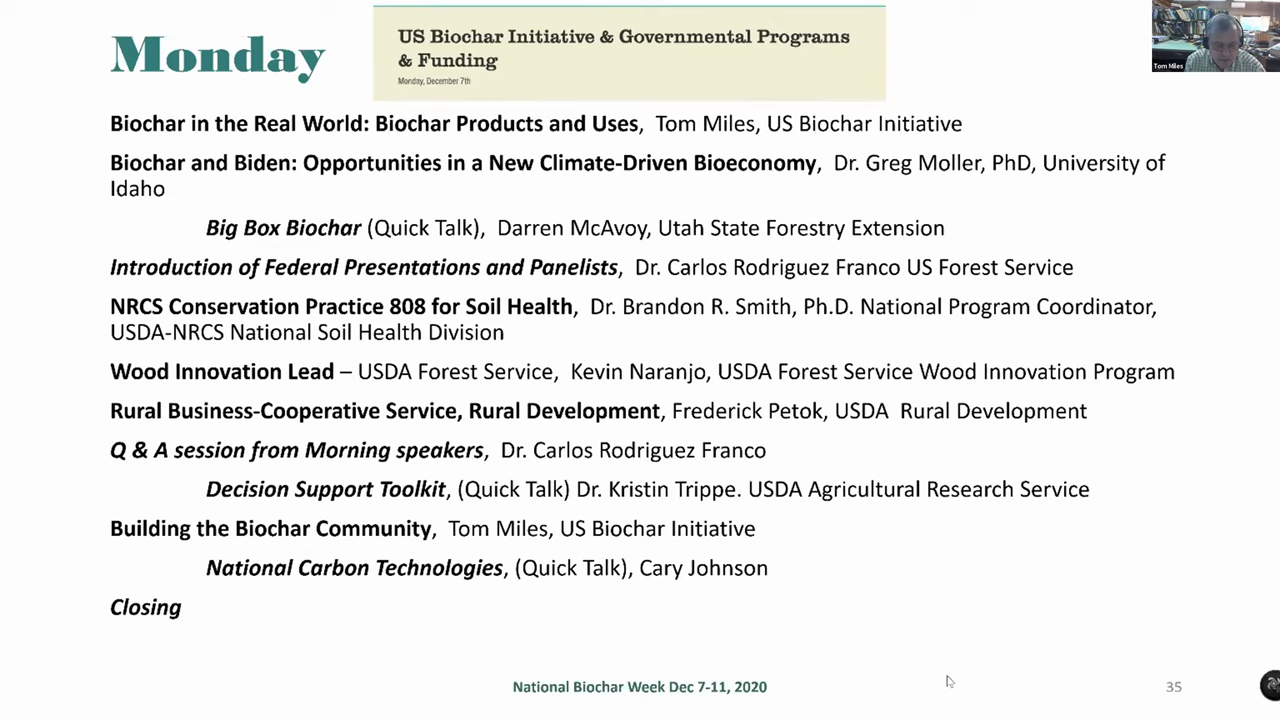 Monday
US Biochar Initiative & Governmental Programs
& Funding
Monday, December 7th
Tom Miles
Biochar in the Real World: Biochar Products and Uses, Tom Miles, US Biochar Initiative
Biochar and Biden: Opportunities in a New Climate-Driven Bioeconomy, Dr. Greg Moller, PhD, University of
Idaho
Big Box Biochar (Quick Talk), Darren McAvoy, Utah State Forestry Extension
Introduction of Federal Presentations and Panelists, Dr. Carlos Rodriguez Franco US Forest Service
NRCS Conservation Practice 808 for Soil Health, Dr. Brandon R. Smith, Ph.D. National Program Coordinator,
USDA-NRCS National Soil Health Division
Wood Innovation Lead – USDA Forest Service, Kevin Naranjo, USDA Forest Service Wood Innovation Program
Rural Business-Cooperative Service, Rural Development, Frederick Petok, USDA Rural Development
Q & A session from Morning speakers, Dr. Carlos Rodriguez Franco
Decision Support Toolkit, (Quick Talk) Dr. Kristin Trippe. USDA Agricultural Research Service
Building the Biochar Community, Tom Miles, US Biochar Initiative
National Carbon Technologies, (Quick Talk), Cary Johnson
Closing
National Biochar Week Dec 7-11, 2020
35